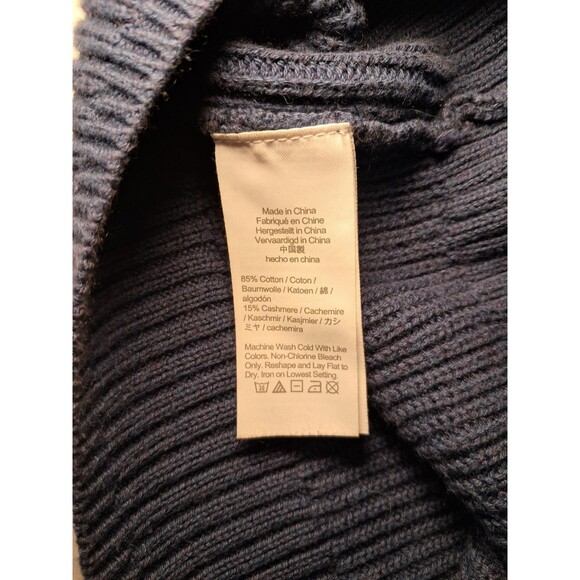 Made in China
Fabriqué en Chine
Hergestellt in China
Vervaardigd in China
中国製
hecho en china
85% Cotton / Coton /
Baumwolle / Katoen / 綿 /
algodón
15% Cashmere / Cachemire
/ Kaschmir / Kasjmier / カシ
ミヤ / cachemira
Machine Wash Cold With Like
Colors. Non-Chlorine Bleach
Only. Reshape and Lay Flat to
Dry. Iron on Lowest Setting.